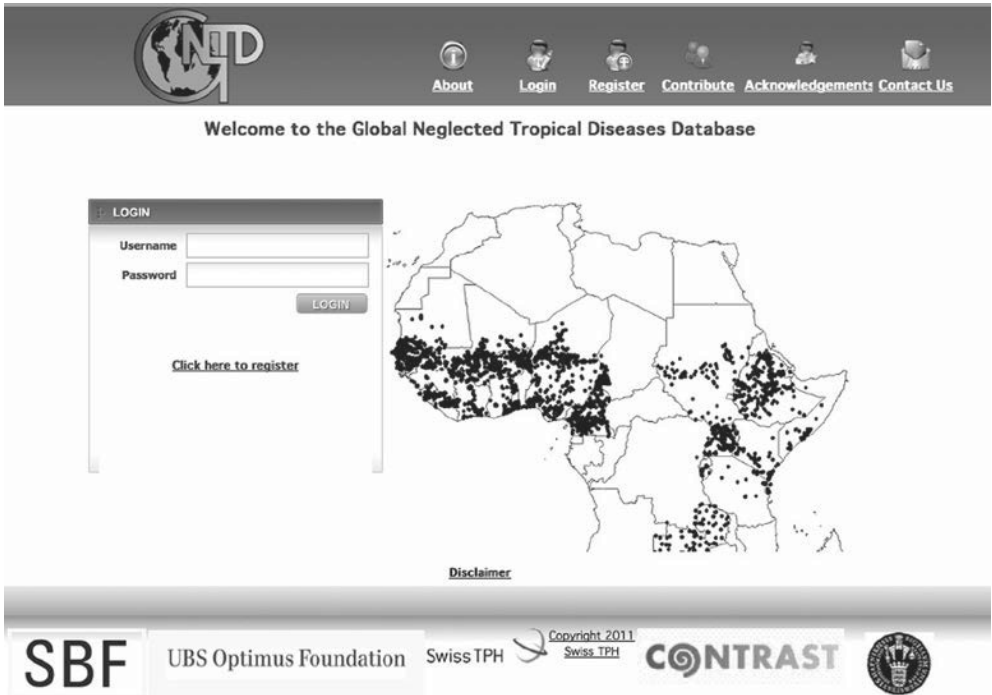 GNTD
About Login Register Contribute Acknowledgements Contact Us
Welcome to the Global Neglected Tropical Diseases Database
LOGIN
Username
Password
LOGIN
Click here to register
Disclaimer
SBF
UBS Optimus Foundation
Swiss TPH
Copyright 2011
Swiss TPH
CONTRAST